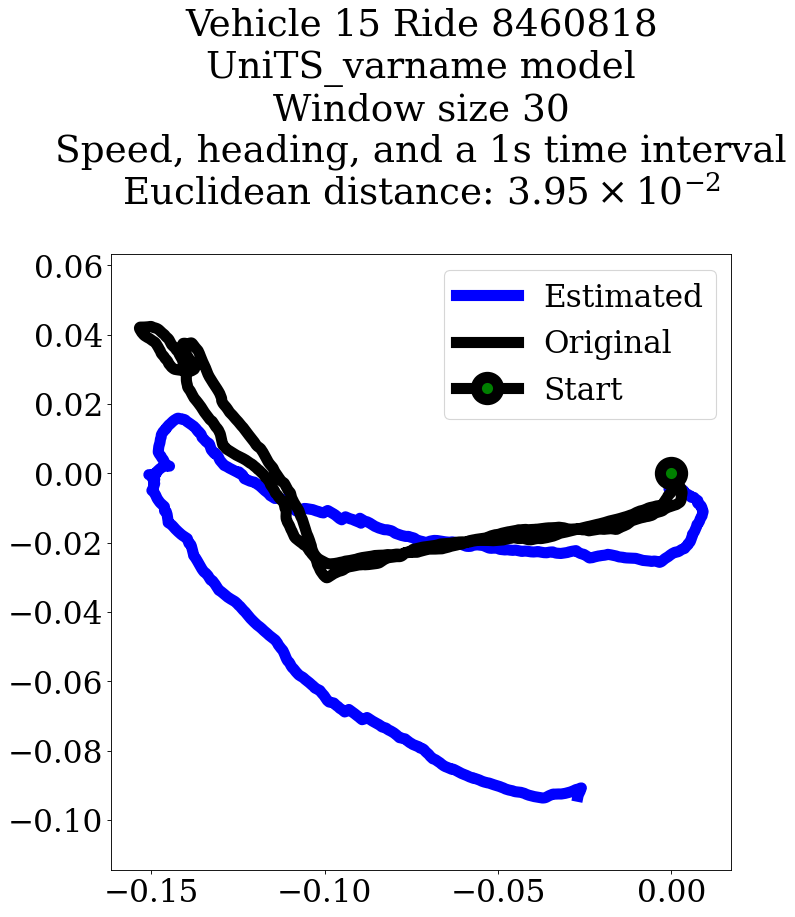 Vehicle 15 Ride 8460818
UniTS_varname model
Window size 30
Speed, heading, and a 1s time interval
Euclidean distance: 3.95 × 10⁻²
0.06
0.04
0.02
0.00
−0.02
−0.04
−0.06
−0.08
−0.10
Estimated
Original
Start
−0.15
−0.10
−0.05
0.00